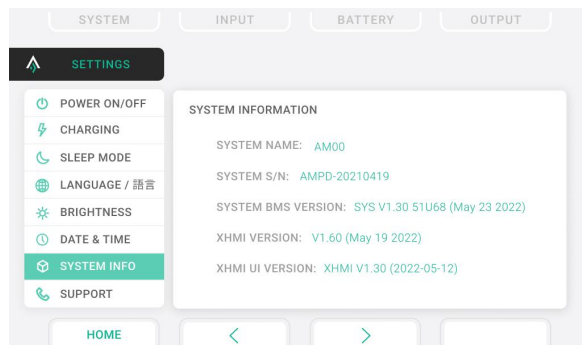 SYSTEM INPUT BATTERY OUTPUT
SETTINGS
POWER ON/OFF
CHARGING
SLEEP MODE
LANGUAGE / 語言
BRIGHTNESS
DATE & TIME
SYSTEM INFO
SUPPORT
SYSTEM INFORMATION
SYSTEM NAME: AM00
SYSTEM S/N: AMPD-20210419
SYSTEM BMS VERSION: SYS V1.30 51U68 (May 23 2022)
XHMI VERSION: V1.60 (May 19 2022)
XHMI UI VERSION: XHMI V1.30 (2022-05-12)
HOME < >